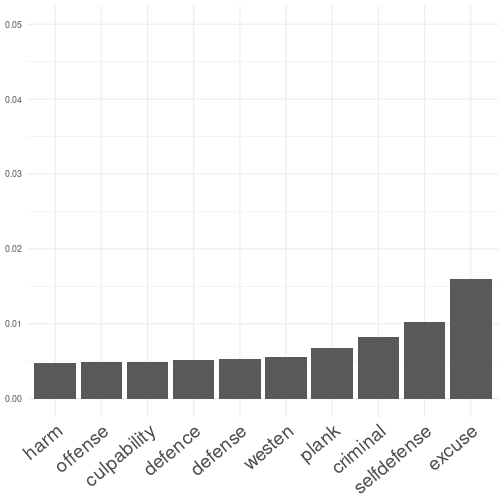 0.05
0.04
0.03
0.02
0.01
0.00
harm
offense
culpability
defence
defense
westen
plank
criminal
selfdefense
excuse